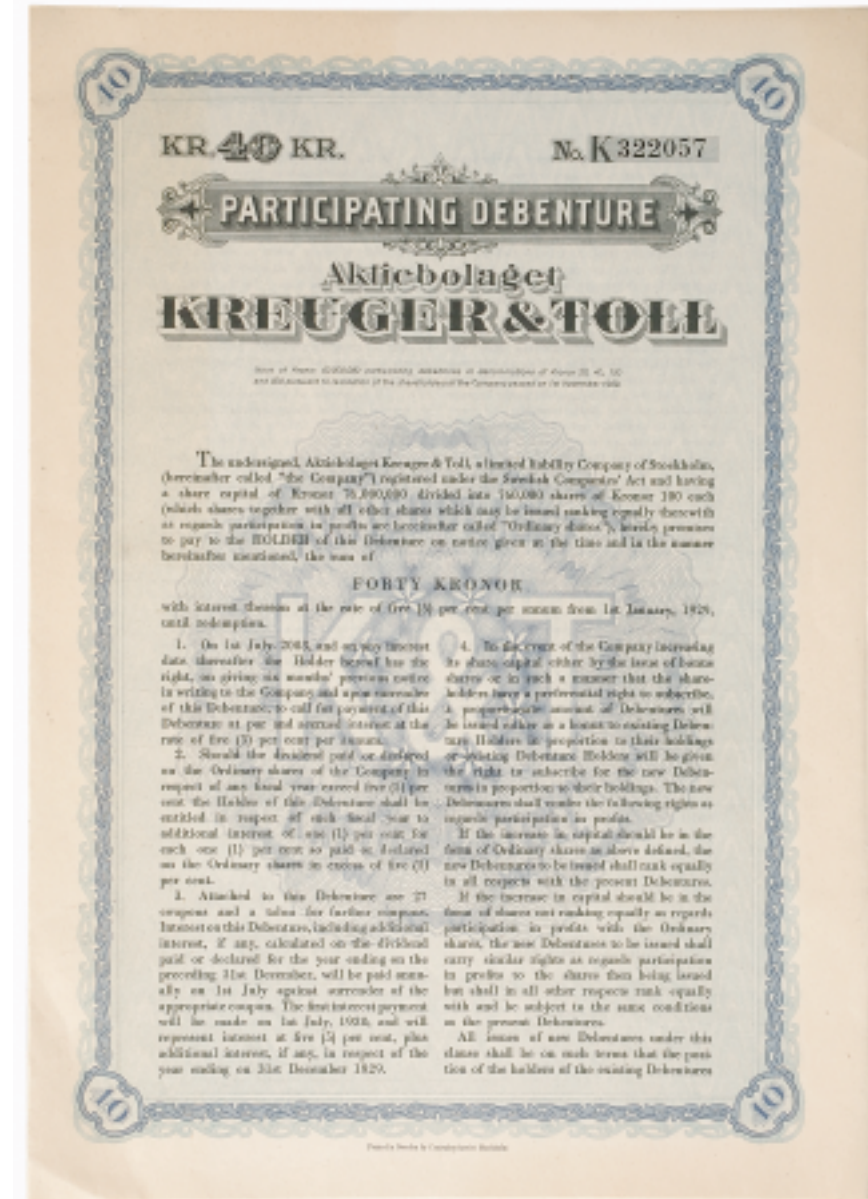 10 10
KR. 40 KR. No. K 322057
PARTICIPATING DEBENTURE
Aktiebolaget
KREUGER & TOLL
and
The undersigned, Aktiebolaget Kreuger & Toll, a limited liability Company of Stockholm,
(hereinafter called "the Company") registered under the Swedish Companies' Act and having
a share capital of Kronor 76,000,000 divided into 760,000 shares of Kronor 100 each
(which shares together with all other shares which may be issued ranking equally therewith
as regards participation in profits are hereinafter called "Ordinary shares"), hereby promises
to pay to the HOLDER of this Debenture on notice given at the time and in the manner
hereinafter mentioned, the sum of
FORTY KRONOR
with interest thereon at the rate of five (5) per cent per annum from 1st January, 1929,
until redemption.
1. On 1st July, and on any interest
date thereafter the Holder hereof has the
right, on giving six months' previous notice
in writing to the Company and upon surrender
of this Debenture, to call for payment of this
Debenture at par and accrued interest at the
rate of five (5) per cent per annum.
2. Should the dividend paid or declared
on the Ordinary shares of the Company in
respect of any fiscal year exceed five (5) per
cent the Holder of this Debenture shall be
entitled in respect of such fiscal year to
additional interest of one (1) per cent for
each one (1) per cent so paid or declared
on the Ordinary shares in excess of five (5)
per cent.
3. Attached to this Debenture are 27
coupons and a talon for further coupons.
Interest on this Debenture, including additional
interest, if any, calculated on the dividend
paid or declared for the year ending on the
preceding 31st December, will be paid annu-
ally on 1st July against surrender of the
appropriate coupon. The first interest payment
will be made on 1st July, and will
represent interest at five (5) per cent, plus
additional interest, if any, in respect of the
year ending on 31st December 1929.
4. In the event of the Company increasing
its share capital either by the issue of bonus
shares or in such a manner that the share-
holders have a preferential right to subscribe,
a proportionate amount of Debentures will
be issued either as a bonus to existing Deben-
ture Holders in proportion to their holdings
or existing Debenture Holders will be given
the right to subscribe for the new Deben-
tures in proportion to their holdings. The new
Debentures shall confer the following rights as
regards participation in profits.
If the increase in capital should be in the
form of Ordinary shares as above defined, the
new Debentures to be issued shall rank equally
in all respects with the present Debentures.
If the increase in capital should be in the
form of shares not ranking equally as regards
participation in profits with the Ordinary
shares, the new Debentures to be issued shall
carry similar rights as regards participation
in profits to the shares then being issued
but shall in all other respects rank equally
with and be subject to the same conditions
as the present Debentures.
All issues of new Debentures under this
clause shall be on such terms that the posi-
tion of the holders of the existing Debentures
K&T
40 40